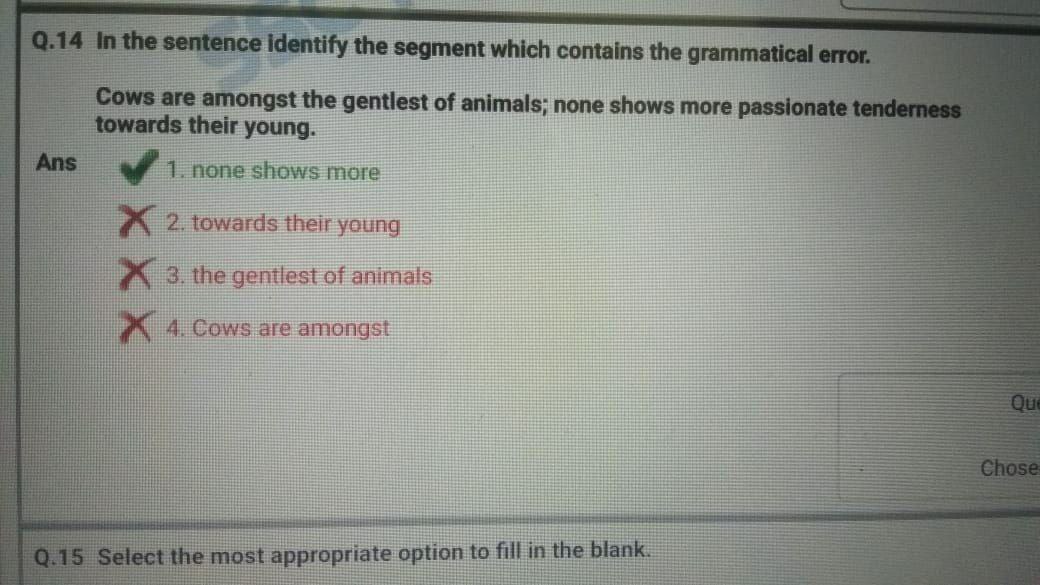 Q.14 In the sentence identify the segment which contains the grammatical error.
Cows are amongst the gentlest of animals; none shows more passionate tenderness
towards their young.
Ans 1. none shows more
2. towards their young
3. the gentlest of animals
4. Cows are amongst
Chose
Q.15 Select the most appropriate option to fill in the blank.